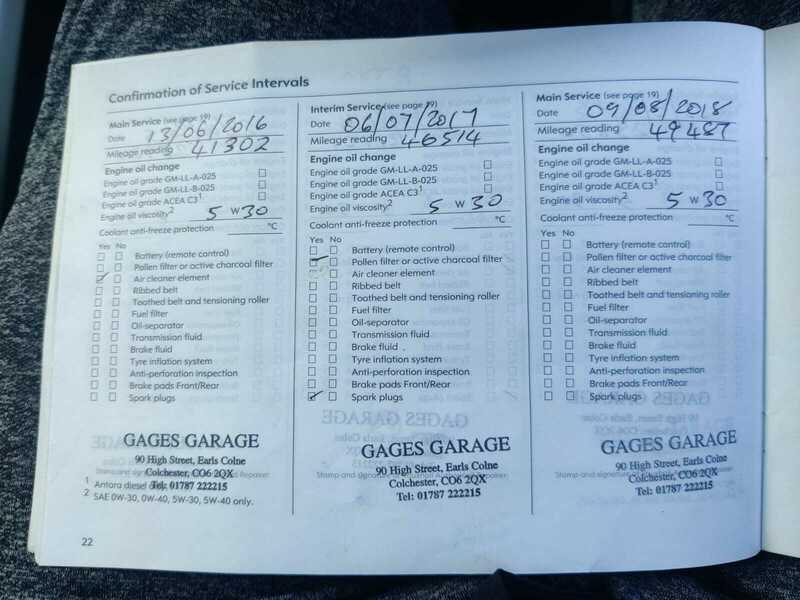 Confirmation of Service Intervals
Main Service (see page 19)
Date 13/06/2016
Mileage reading 41302
Engine oil change
Engine oil grade GM-LL-A-025
Engine oil grade GM-LL-B-025
Engine oil grade ACEA C3¹
Engine oil viscosity² 5 W 30
Coolant anti-freeze protection °C
Yes No
Battery (remote control)
Pollen filter or active charcoal filter
Air cleaner element
Ribbed belt
Toothed belt and tensioning roller
Fuel filter
Oil-separator
Transmission fluid
Brake fluid
Tyre inflation system
Anti-perforation inspection
Brake pads Front/Rear
Spark plugs
GAGES GARAGE
90 High Street, Earls Colne
Colchester, CO6 2QX
Tel: 01787 222215
1 Antara diesel only
2 SAE 0W-30, 0W-40, 5W-30, 5W-40 only.
22
Interim Service (see page 19)
Date 06/07/2017
Mileage reading 46514
Engine oil change
Engine oil grade GM-LL-A-025
Engine oil grade GM-LL-B-025
Engine oil grade ACEA C3¹
Engine oil viscosity² 5 W 30
Coolant anti-freeze protection °C
Yes No
Battery (remote control)
Pollen filter or active charcoal filter
Air cleaner element
Ribbed belt
Toothed belt and tensioning roller
Fuel filter
Oil-separator
Transmission fluid
Brake fluid
Tyre inflation system
Anti-perforation inspection
Brake pads Front/Rear
Spark plugs
GAGES GARAGE
90 High Street, Earls Colne
Colchester, CO6 2QX
Tel: 01787 222215
Main Service (see page 19)
Date 09/08/2018
Mileage reading 49487
Engine oil change
Engine oil grade GM-LL-A-025
Engine oil grade GM-LL-B-025
Engine oil grade ACEA C3¹
Engine oil viscosity² 5 W 30
Coolant anti-freeze protection °C
Yes No
Battery (remote control)
Pollen filter or active charcoal filter
Air cleaner element
Ribbed belt
Toothed belt and tensioning roller
Fuel filter
Oil-separator
Transmission fluid
Brake fluid
Tyre inflation system
Anti-perforation inspection
Brake pads Front/Rear
Spark plugs
GAGES GARAGE
90 High Street, Earls Colne
Colchester, CO6 2QX
Tel: 01787 222215